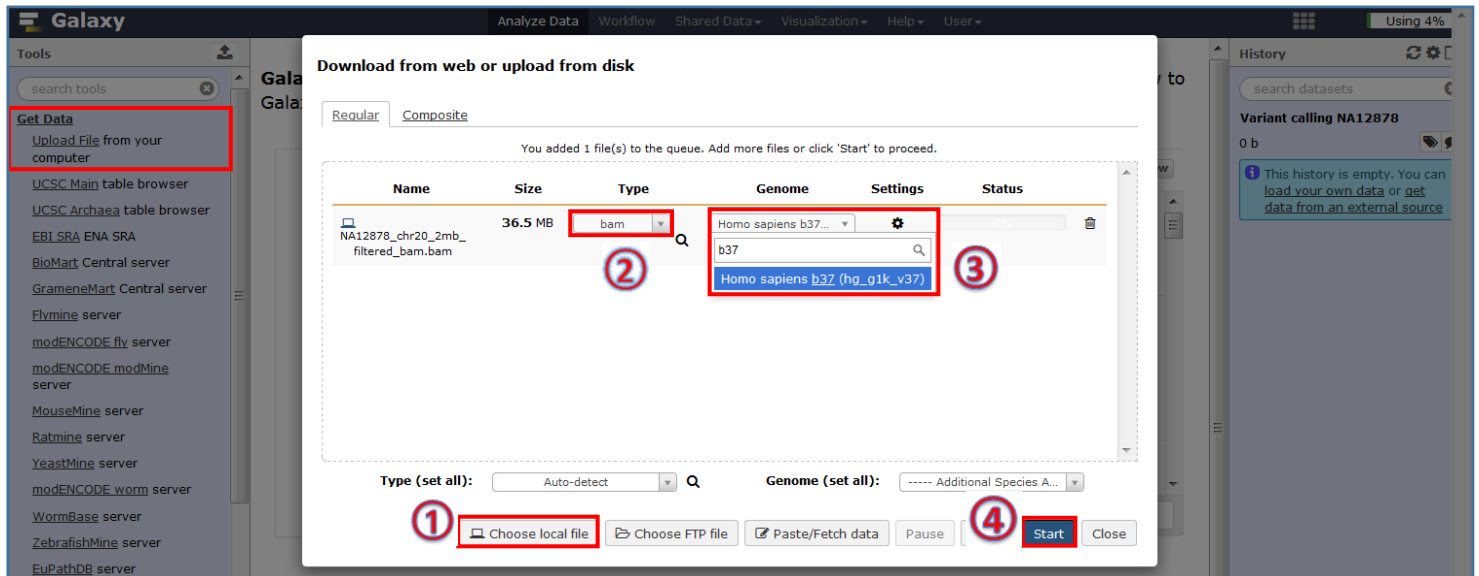 Galaxy
Analyze Data Workflow Shared Data Visualization Help User
Using 4%
Tools
search tools
Get Data
Upload File from your
computer
UCSC Main table browser
UCSC Archaea table browser
EBI SRA ENA SRA
BioMart Central server
GrameneMart Central server
Flymine server
modENCODE fly server
modENCODE modMine
server
MouseMine server
Ratmine server
YeastMine server
modENCODE worm server
WormBase server
ZebrafishMine server
EuPathDB server
Gala
Gala
to
Download from web or upload from disk
Regular Composite
You added 1 file(s) to the queue. Add more files or click 'Start' to proceed.
Name Size Type Genome Settings Status
NA12878_chr20_2mb_
filtered_bam.bam
36.5 MB bam Homo sapiens b37...
b37
Homo sapiens b37 (hg_g1k_v37)
② ③
Type (set all): Auto-detect Genome (set all): ----- Additional Species A...
① Choose local file Choose FTP file Paste/Fetch data Pause ④ Start Close
History
search datasets
Variant calling NA12878
0 b
This history is empty. You can
load your own data or get
data from an external source